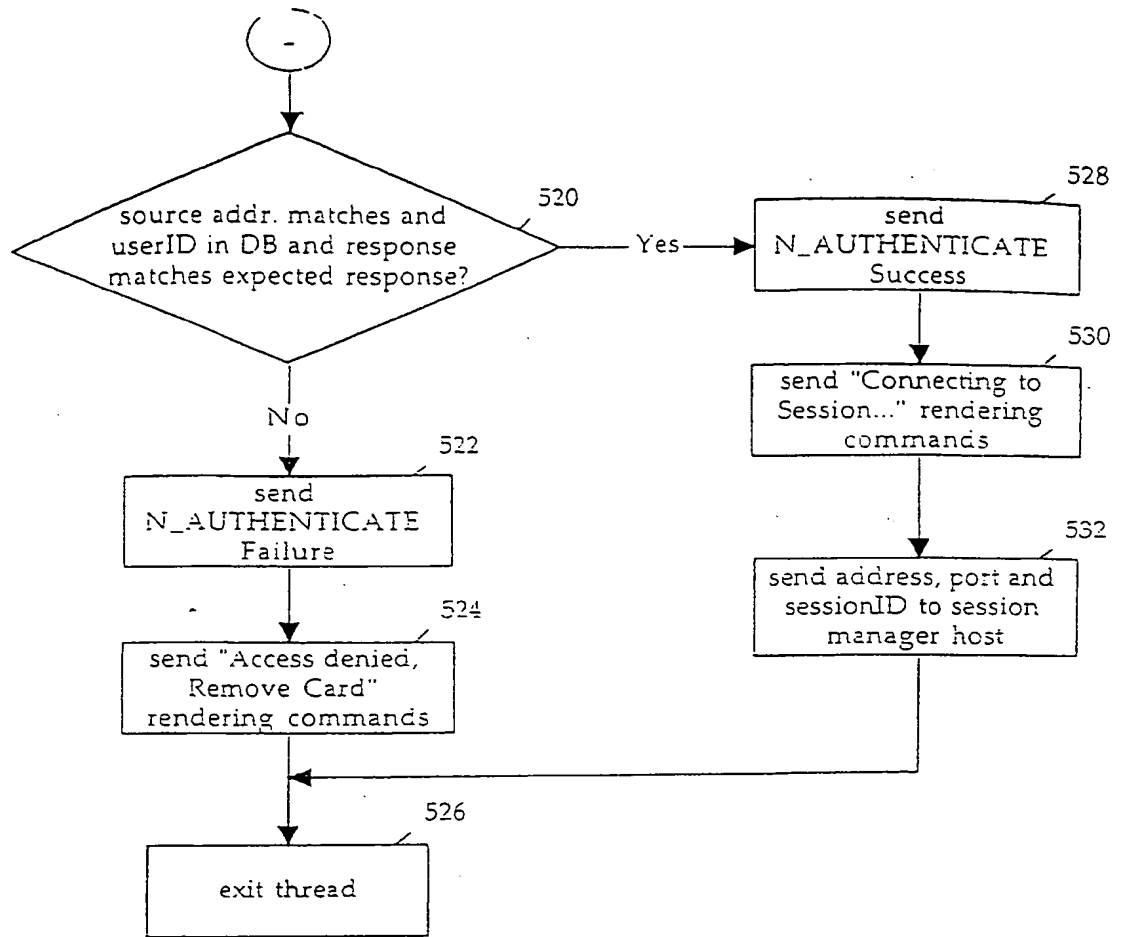 -
source addr. matches and
userID in DB and response
matches expected response?
520
Yes
528
send
N_AUTHENTICATE
Success
530
send "Connecting to
Session..." rendering
commands
532
send address, port and
sessionID to session
manager host
No
522
send
N_AUTHENTICATE
Failure
524
send "Access denied,
Remove Card"
rendering commands
526
exit thread